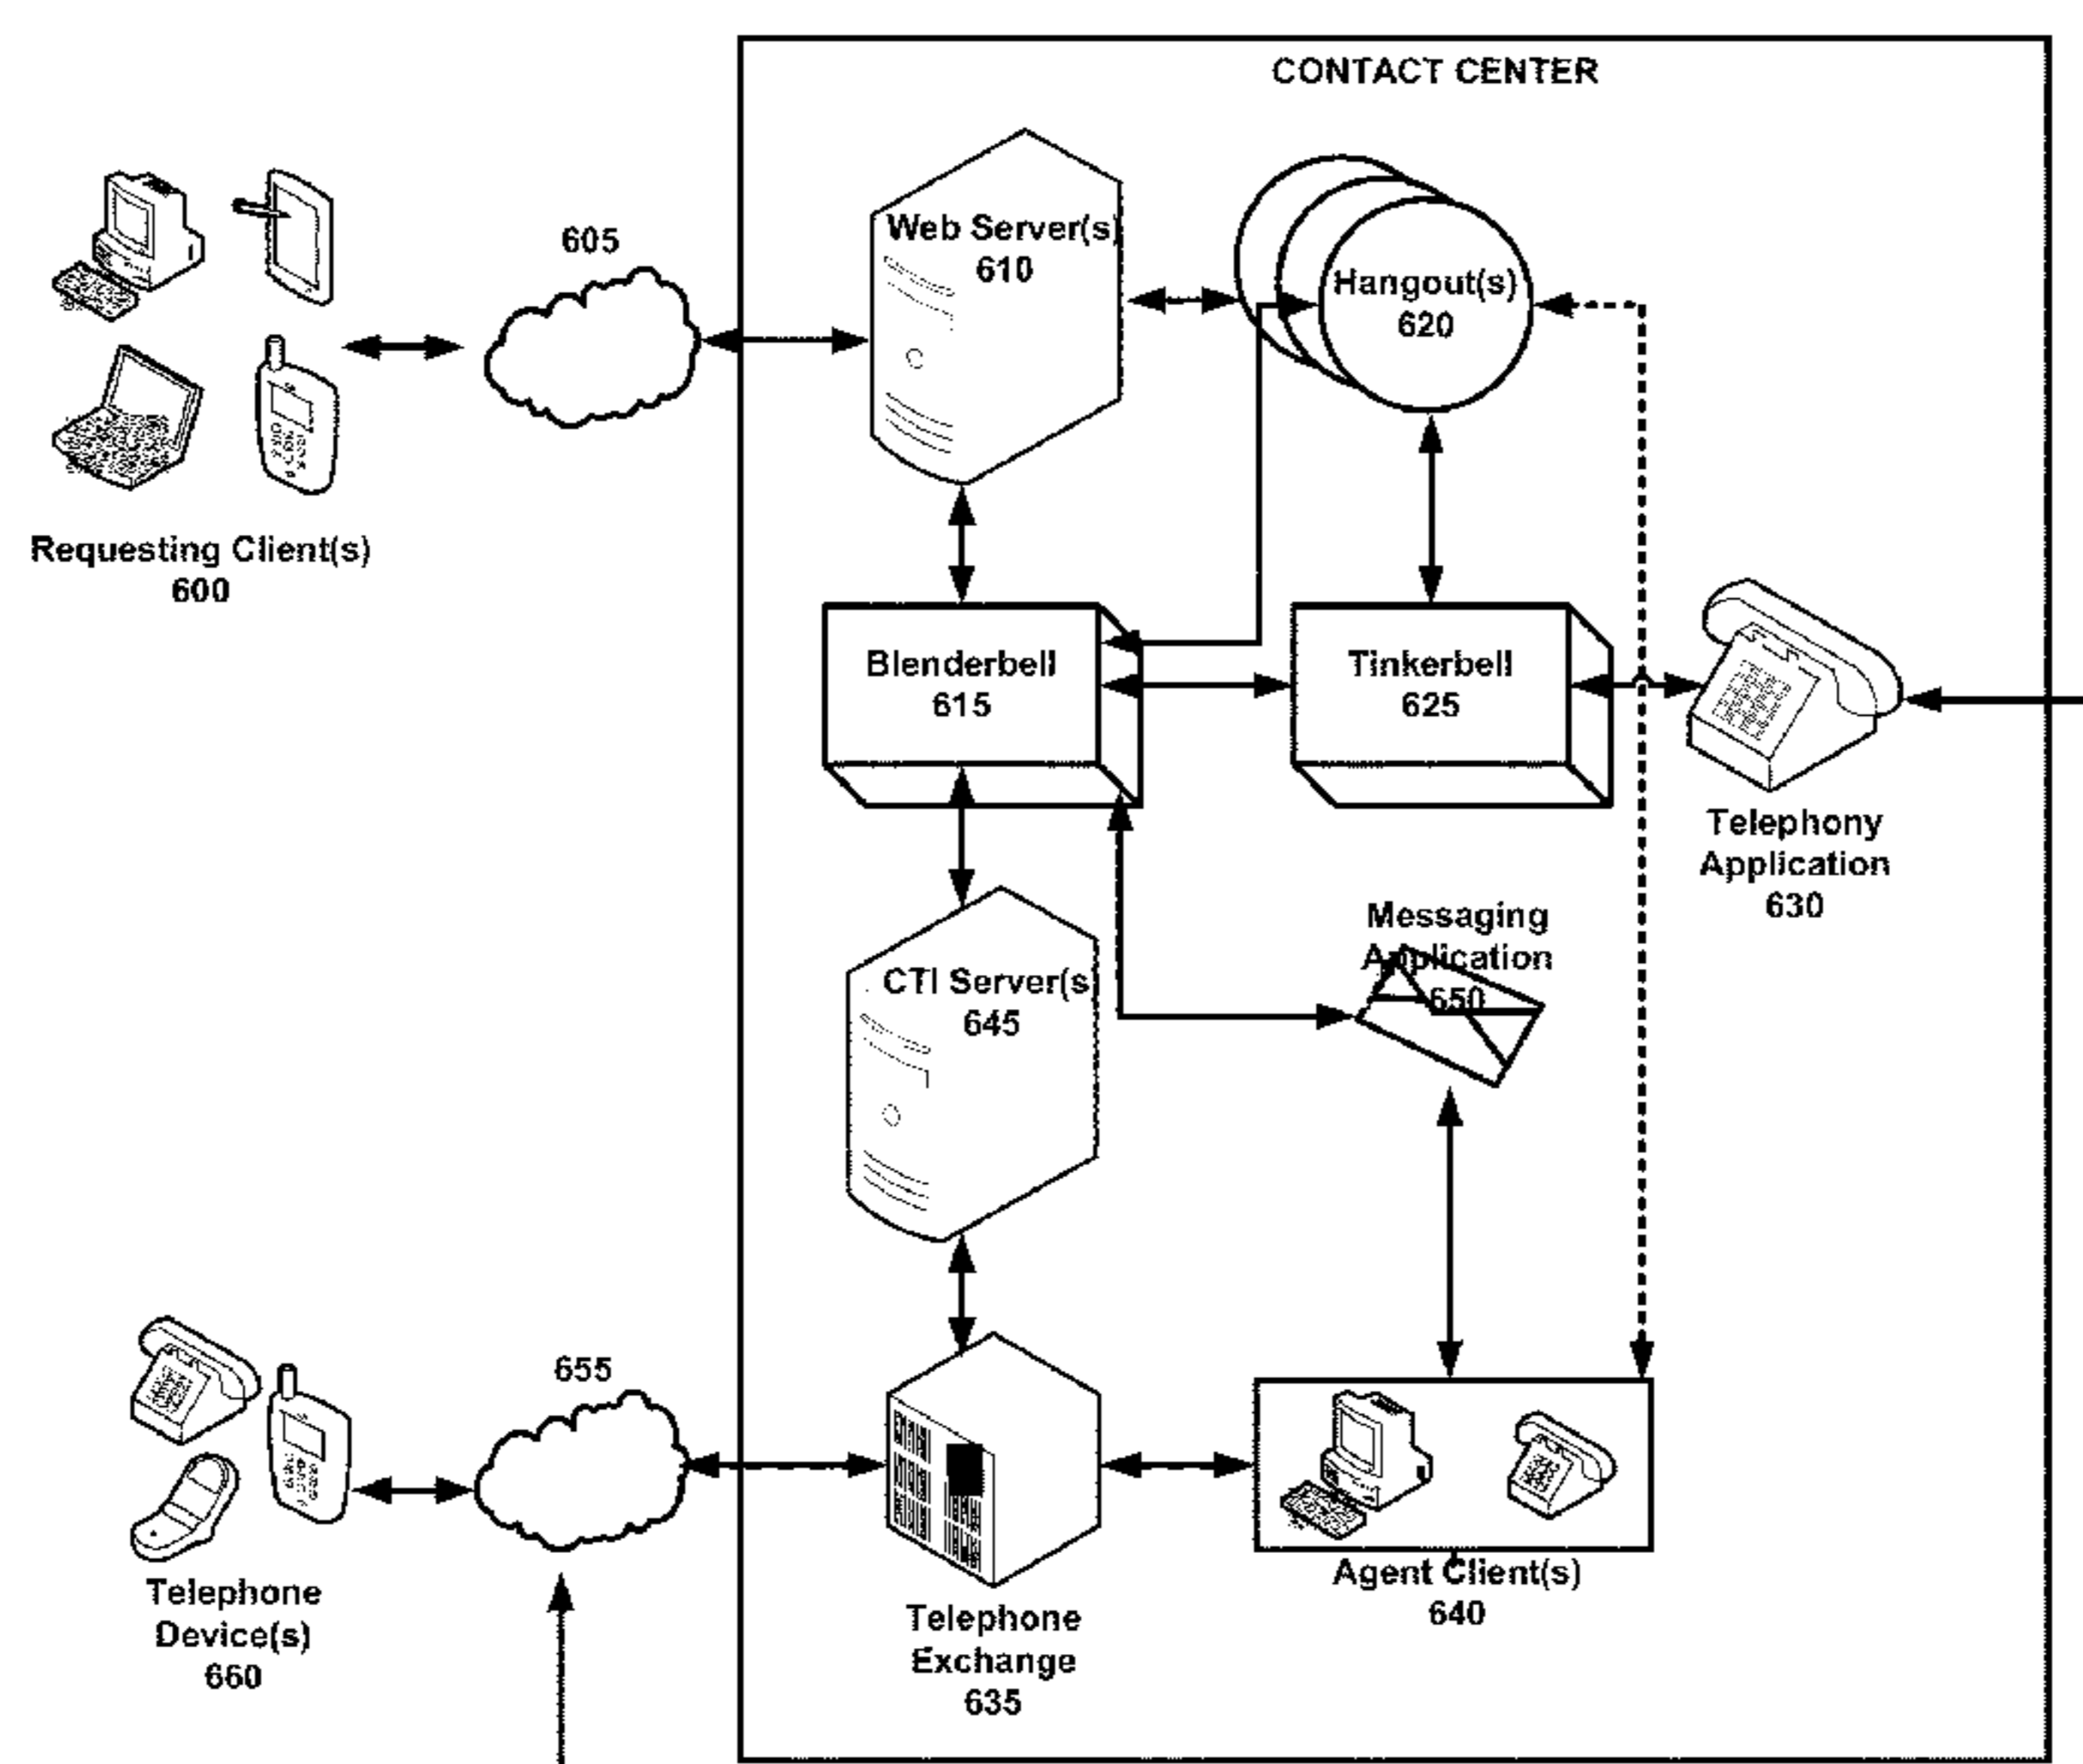 CONTACT CENTER
605
Web Server(s)
610
Hangout(s)
620
Requesting Client(s)
600
Blenderbell
615
Tinkerbell
625
Telephony
Application
630
Messaging
Application
650
CTI Server(s
645
655
Telephone
Device(s)
660
Telephone
Exchange
635
Agent Client(s)
640